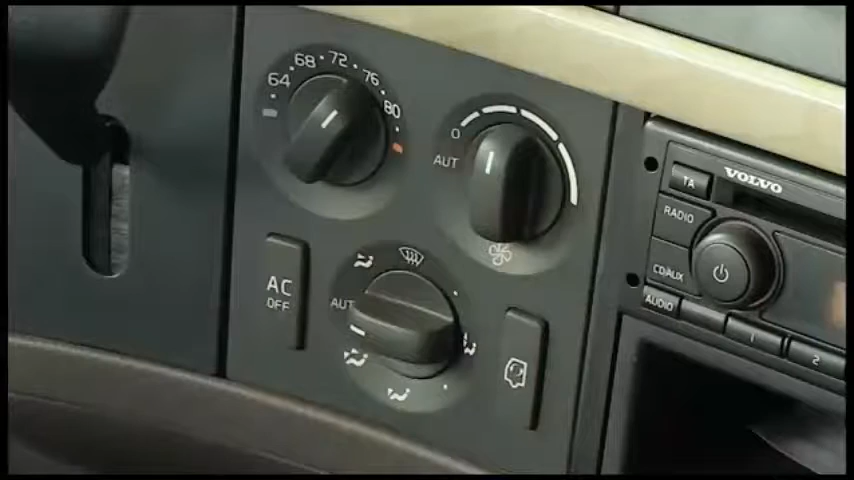 64 68 72 76 80
0
AUT
AC
OFF
AUT
VOLVO
TA
RADIO
CD/AUX
AUDIO
1
2